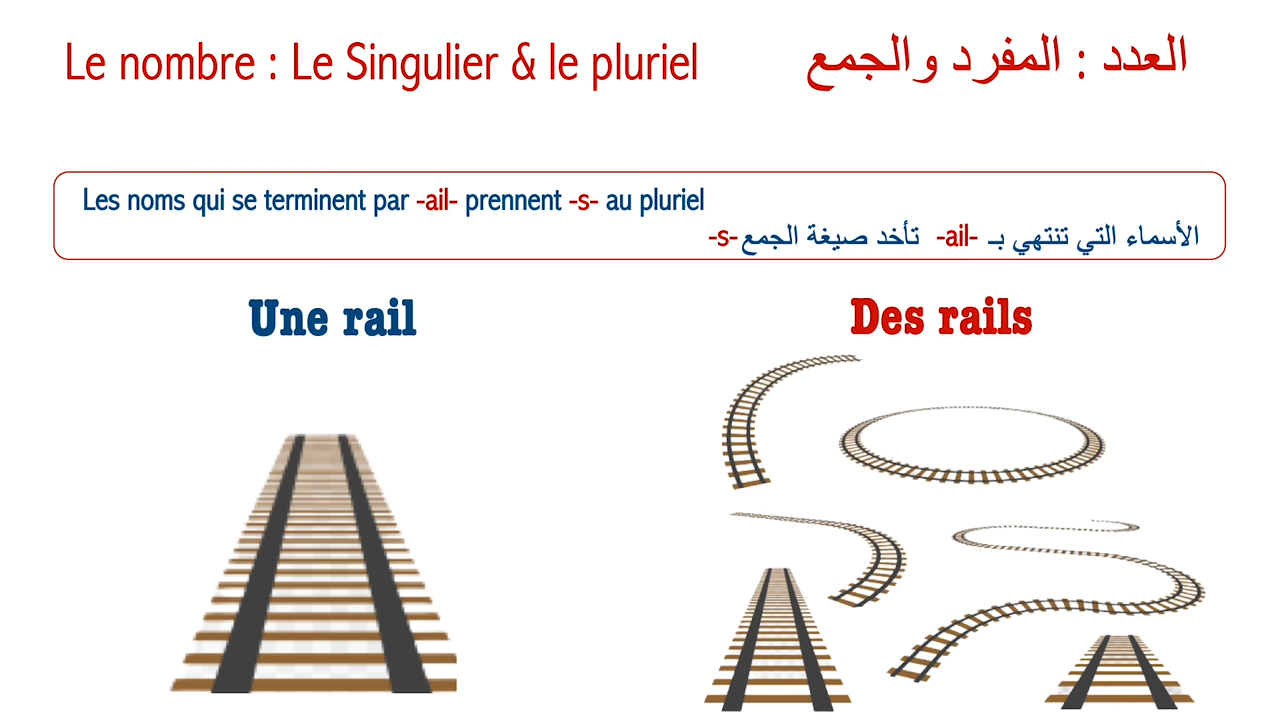 Le nombre : Le Singulier & le pluriel
العدد : المفرد والجمع
Les noms qui se terminent par -ail- prennent -s- au pluriel
الأسماء التي تنتهي بـ -ail- تأخد صيغة الجمع -s-
Une rail
Des rails